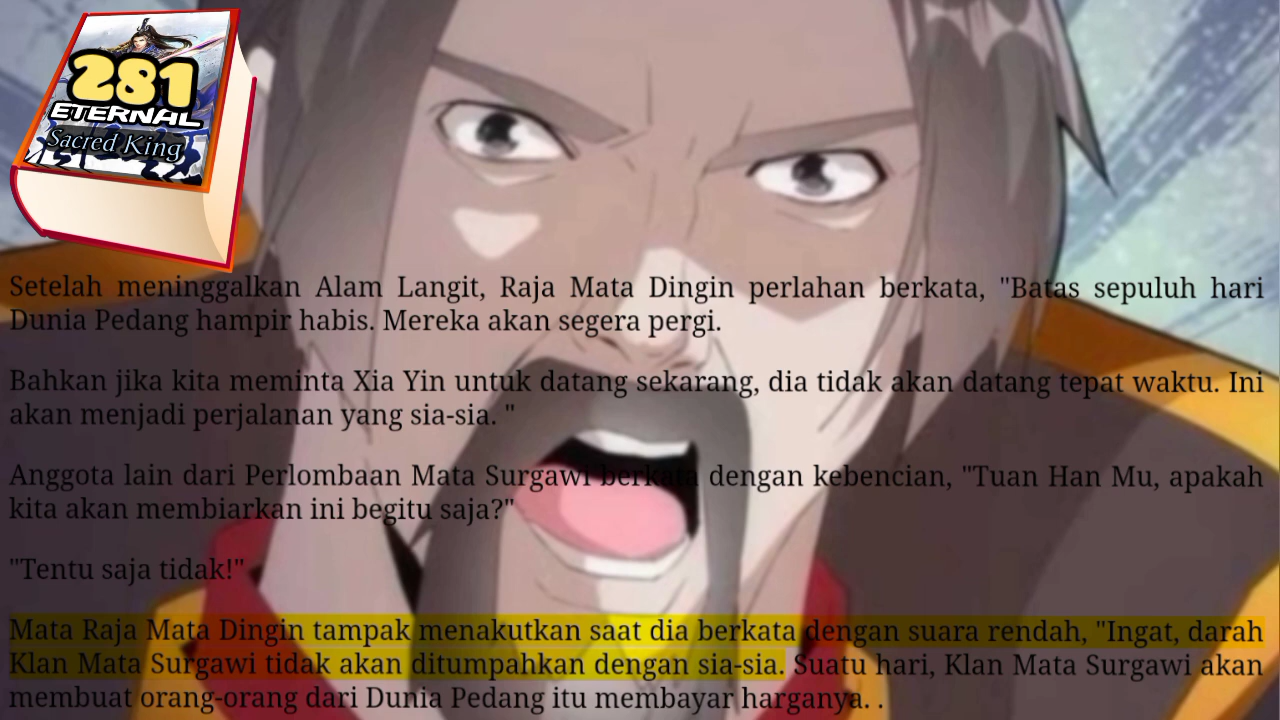 281
ETERNAL
Sacred King
Setelah meninggalkan Alam Langit, Raja Mata Dingin perlahan berkata, "Batas sepuluh hari
Dunia Pedang hampir habis. Mereka akan segera pergi.
Bahkan jika kita meminta Xia Yin untuk datang sekarang, dia tidak akan datang tepat waktu. Ini
akan menjadi perjalanan yang sia-sia. "
Anggota lain dari Perlombaan Mata Surgawi berkata dengan kebencian, "Tuan Han Mu, apakah
kita akan membiarkan ini begitu saja?"
"Tentu saja tidak!"
Mata Raja Mata Dingin tampak menakutkan saat dia berkata dengan suara rendah, "Ingat, darah
Klan Mata Surgawi tidak akan ditumpahkan dengan sia-sia. Suatu hari, Klan Mata Surgawi akan
membuat orang-orang dari Dunia Pedang itu membayar harganya. .